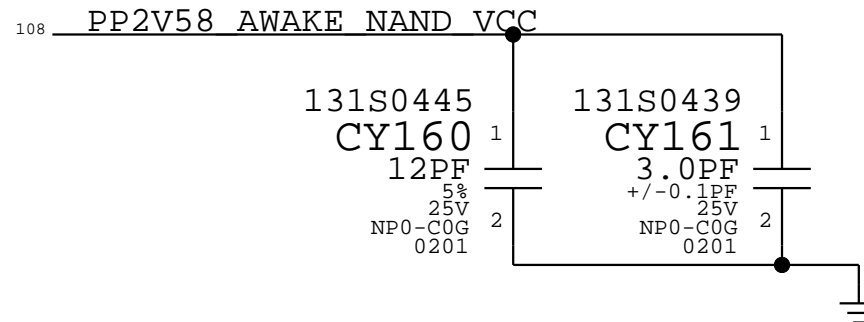 108 PP2V58_AWAKE_NAND_VCC
131S0445 131S0439
CY160 1 CY161 1
12PF 3.0PF
5% +/-0.1PF
25V 25V
NP0-C0G 2 NP0-C0G 2
0201 0201